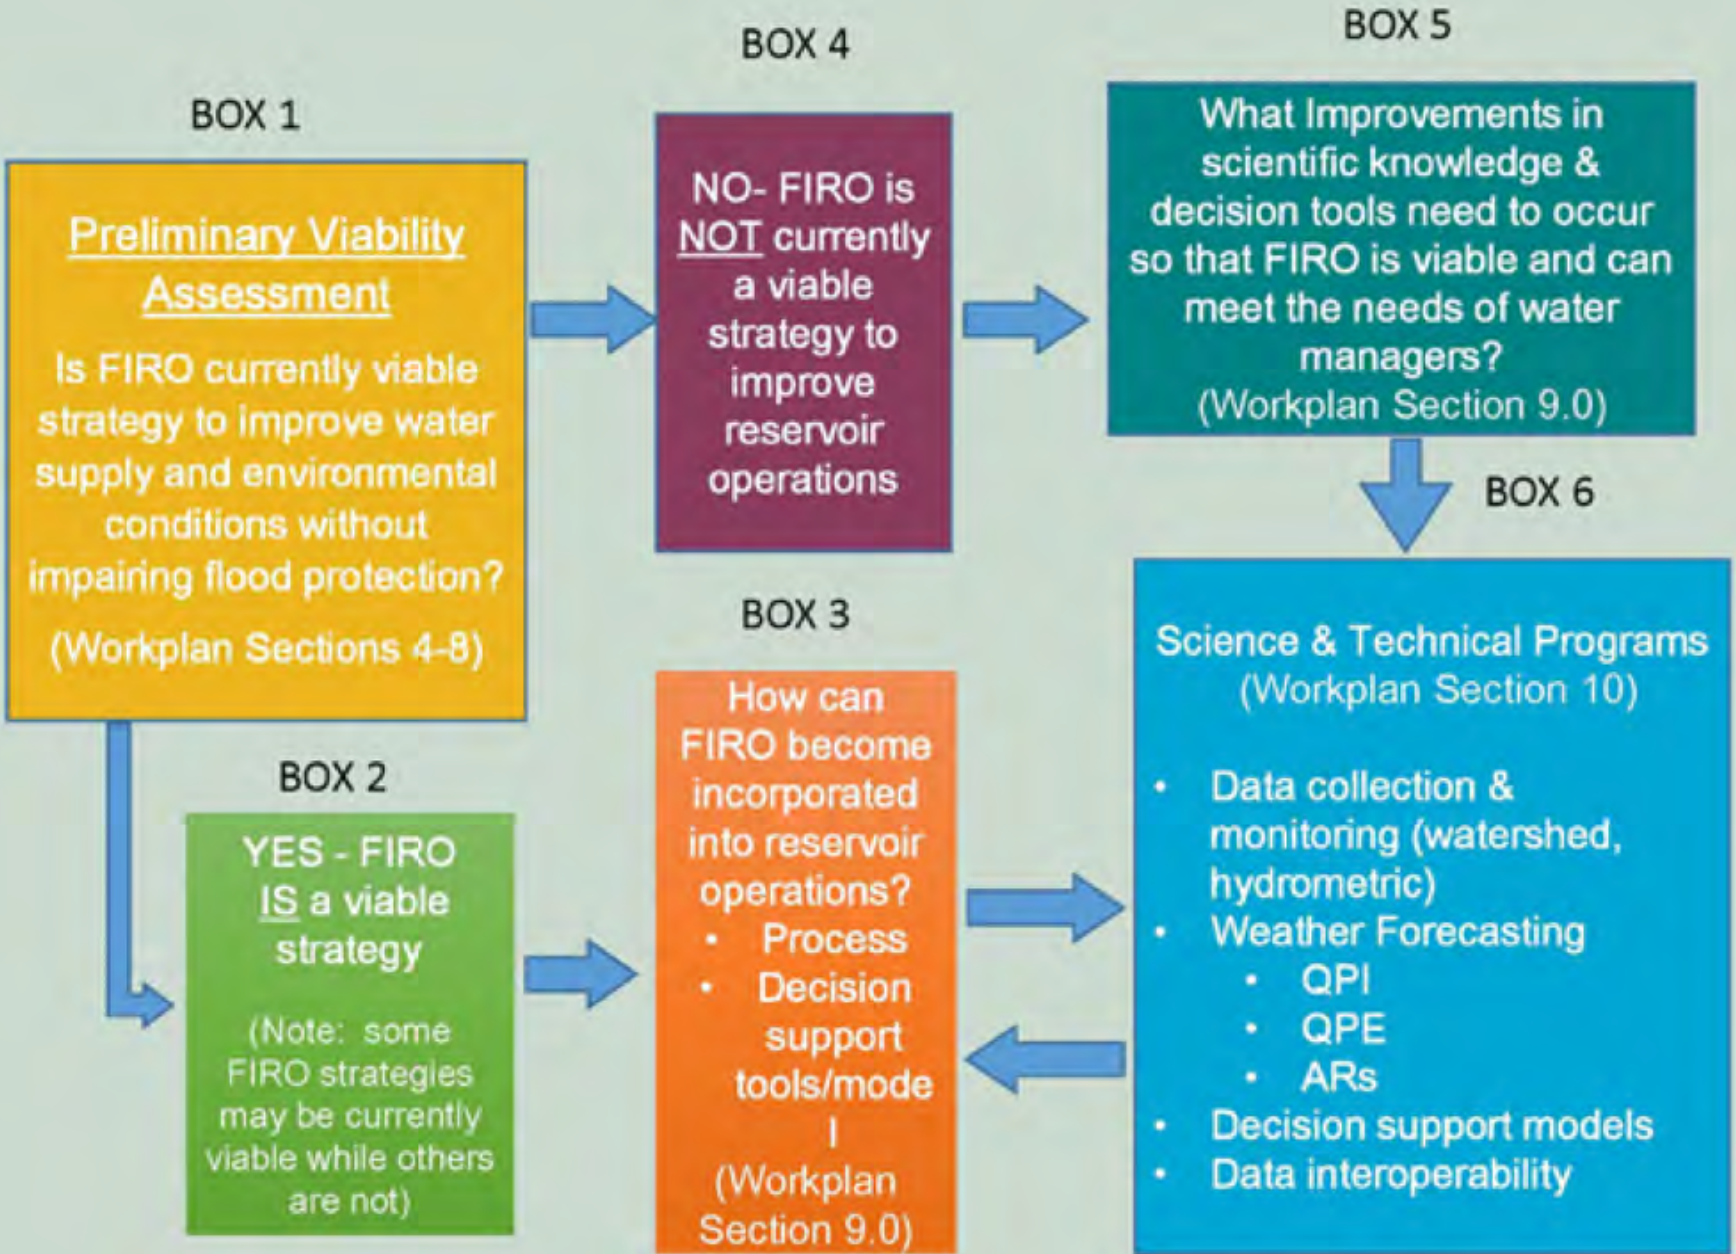 BOX 1
Preliminary Viability
Assessment
Is FIRO currently viable
strategy to improve water
supply and environmental
conditions without
impairing flood protection?
(Workplan Sections 4-8)
BOX 2
YES - FIRO
IS a viable
strategy
(Note: some
FIRO strategies
may be currently
viable while others
are not)
BOX 3
How can
FIRO become
incorporated
into reservoir
operations?
• Process
• Decision
support
tools/mode
l
(Workplan
Section 9.0)
BOX 4
NO- FIRO is
NOT currently
a viable
strategy to
improve
reservoir
operations
BOX 5
What Improvements in
scientific knowledge &
decision tools need to occur
so that FIRO is viable and can
meet the needs of water
managers?
(Workplan Section 9.0)
BOX 6
Science & Technical Programs
(Workplan Section 10)
• Data collection &
monitoring (watershed,
hydrometric)
• Weather Forecasting
• QPI
• QPE
• ARs
• Decision support models
• Data interoperability